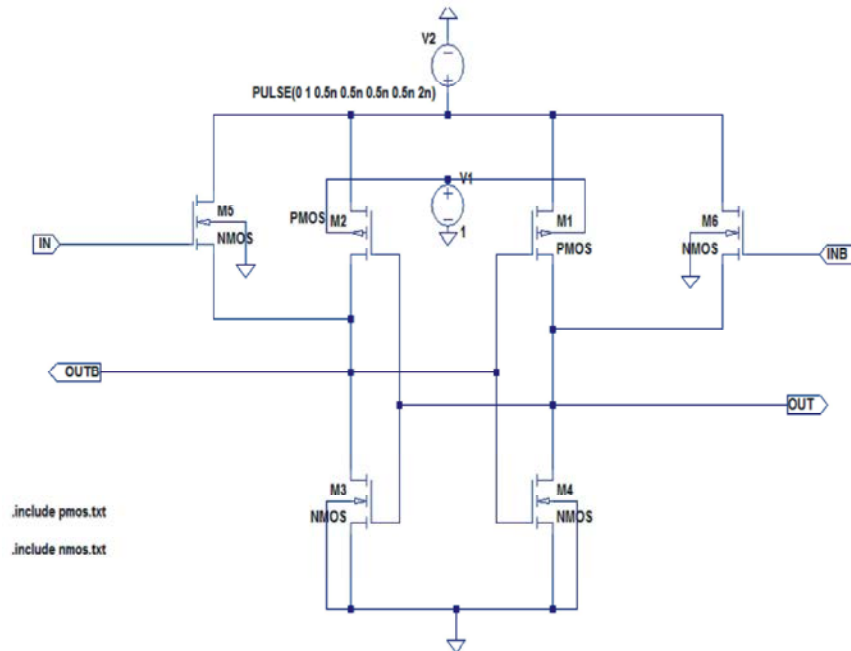 V2
PULSE(0 1 0.5n 0.5n 0.5n 0.5n 2n)
V1
M5
PMOS
M2
M1
M6
IN
NMOS
1
PMOS
NMOS
INB
OUTB
OUT
M3
M4
.include pmos.txt
NMOS
NMOS
.include nmos.txt